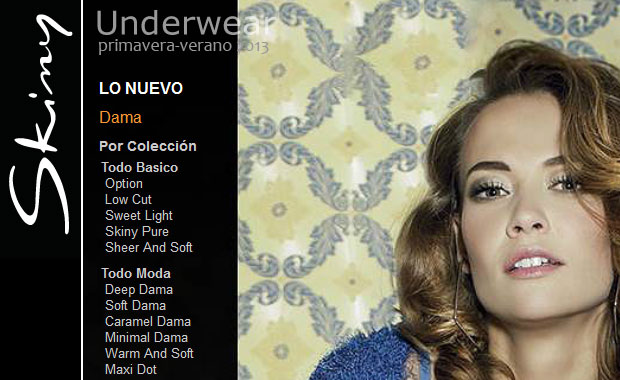 Skiny
Underwear
primavera-verano 2013
LO NUEVO
Dama
Por Colección
Todo Basico
Option
Low Cut
Sweet Light
Skiny Pure
Sheer And Soft
Todo Moda
Deep Dama
Soft Dama
Caramel Dama
Minimal Dama
Warm And Soft
Maxi Dot